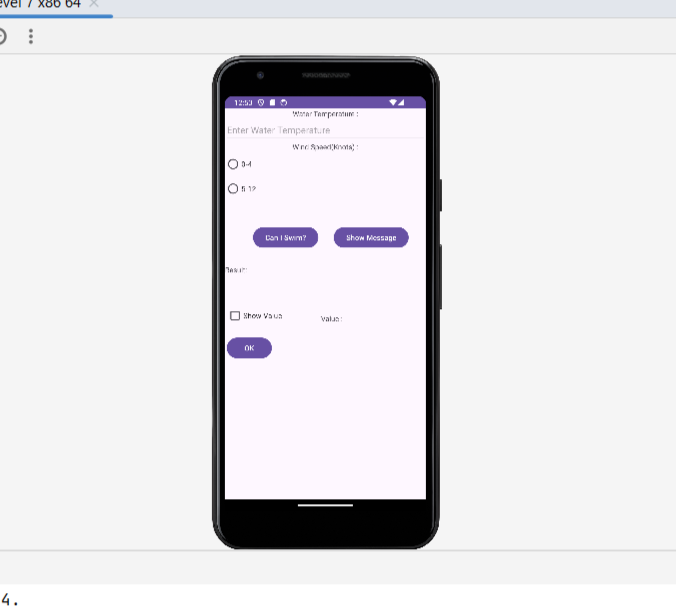 evel 7 x86 64
12:50
Water Temperature :
Enter Water Temperature
Wind Speed(Knots) :
0-4
5-12
Can I Swim? Show Message
Result:
Show Value Value :
OK
4.